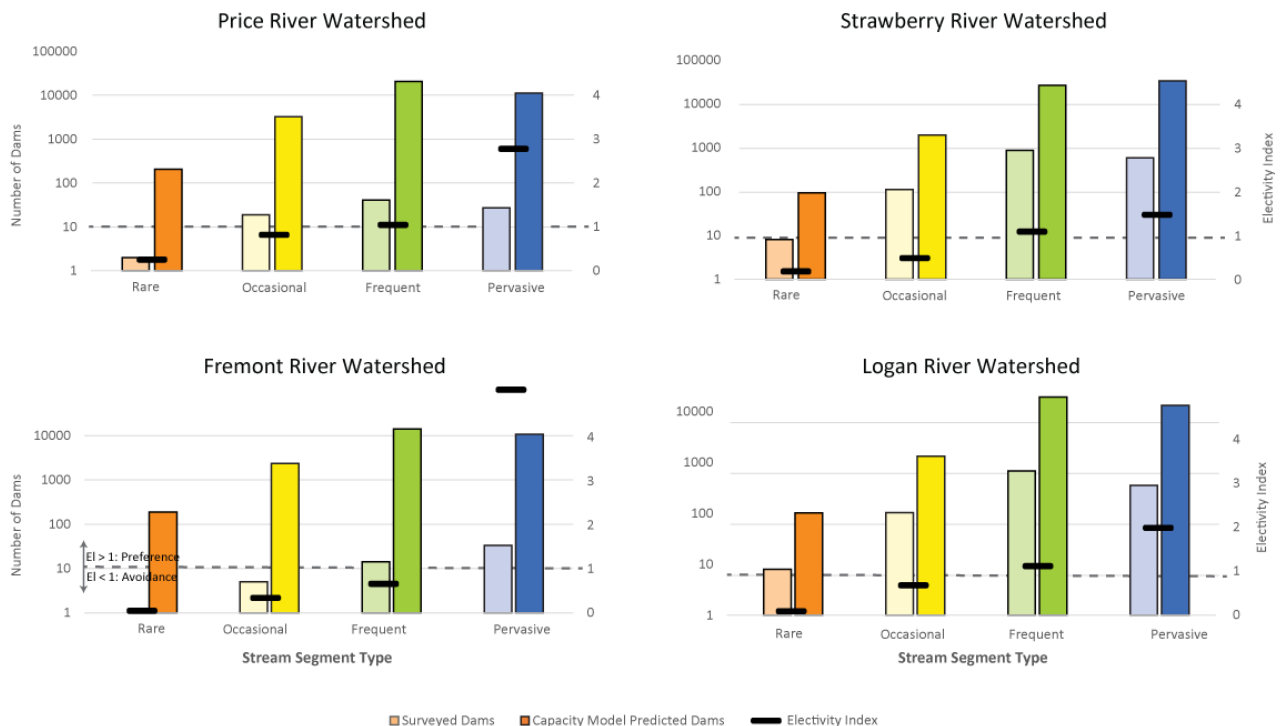 Price River Watershed
Number of Dams
100000
10000
1000
100
10
1
4
3
2
1
0
Rare Occasional Frequent Pervasive
Strawberry River Watershed
100000
10000
1000
100
10
1
4
3
2
1
0
Electivity Index
Rare Occasional Frequent Pervasive
Fremont River Watershed
Number of Dams
10000
1000
100
10
1
4
3
2
1
0
EI > 1: Preference
EI < 1: Avoidance
Rare Occasional Frequent Pervasive
Stream Segment Type
Logan River Watershed
10000
1000
100
10
1
4
3
2
1
0
Electivity Index
Rare Occasional Frequent Pervasive
Stream Segment Type
Surveyed Dams Capacity Model Predicted Dams Electivity Index